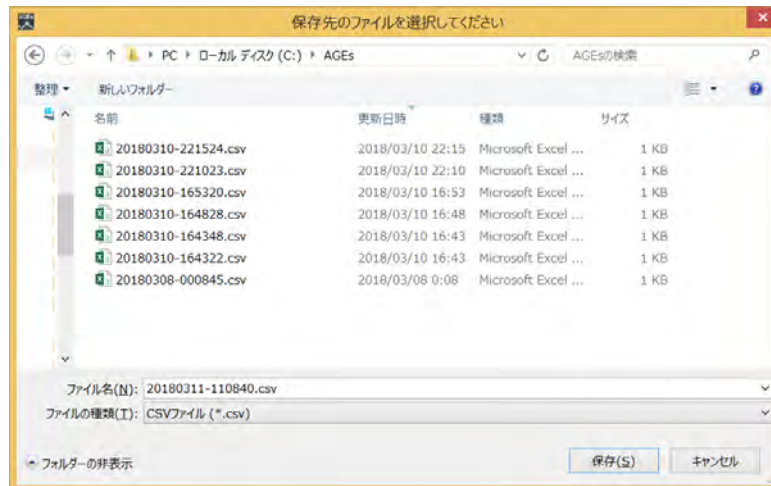 保存先のファイルを選択してください
PC ローカル ディスク (C:) AGEs
AGEsの検索
整理 新しいフォルダー
名前 更新日時 種類 サイズ
20180310-221524.csv 2018/03/10 22:15 Microsoft Excel ... 1 KB
20180310-221023.csv 2018/03/10 22:10 Microsoft Excel ... 1 KB
20180310-165320.csv 2018/03/10 16:53 Microsoft Excel ... 1 KB
20180310-164828.csv 2018/03/10 16:48 Microsoft Excel ... 1 KB
20180310-164348.csv 2018/03/10 16:43 Microsoft Excel ... 1 KB
20180310-164322.csv 2018/03/10 16:43 Microsoft Excel ... 1 KB
20180308-000845.csv 2018/03/08 0:08 Microsoft Excel ... 1 KB
ファイル名(N): 20180311-110840.csv
ファイルの種類(T): CSVファイル (*.csv)
フォルダーの非表示 保存(S) キャンセル